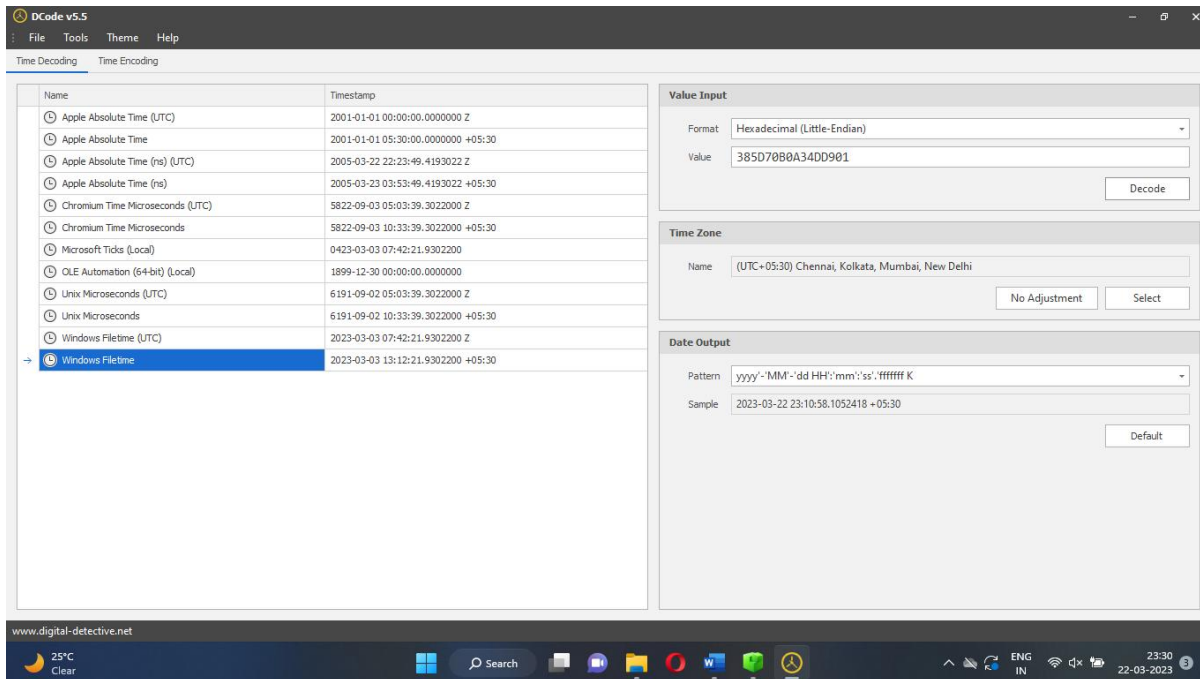 DCode v5.5
File Tools Theme Help
Time Decoding Time Encoding
Name Timestamp
Apple Absolute Time (UTC) 2001-01-01 00:00:00.0000000 Z
Apple Absolute Time 2001-01-01 05:30:00.0000000 +05:30
Apple Absolute Time (ns) (UTC) 2005-03-22 22:23:49.4193022 Z
Apple Absolute Time (ns) 2005-03-23 03:53:49.4193022 +05:30
Chromium Time Microseconds (UTC) 5822-09-03 05:03:39.3022000 Z
Chromium Time Microseconds 5822-09-03 10:33:39.3022000 +05:30
Microsoft Ticks (Local) 0423-03-03 07:42:21.9302200
OLE Automation (64-bit) (Local) 1899-12-30 00:00:00.0000000
Unix Microseconds (UTC) 6191-09-02 05:03:39.3022000 Z
Unix Microseconds 6191-09-02 10:33:39.3022000 +05:30
Windows Filetime (UTC) 2023-03-03 07:42:21.9302200 Z
Windows Filetime 2023-03-03 13:12:21.9302200 +05:30
Value Input
Format Hexadecimal (Little-Endian)
Value 385D70B0A34DD901
Decode
Time Zone
Name (UTC+05:30) Chennai, Kolkata, Mumbai, New Delhi
No Adjustment Select
Date Output
Pattern yyyy'-'MM'-'dd HH':'mm':'ss'.'fffffff K
Sample 2023-03-22 23:10:58.1052418 +05:30
Default
www.digital-detective.net
25°C
Clear
Search
ENG
IN
23:30
22-03-2023
3